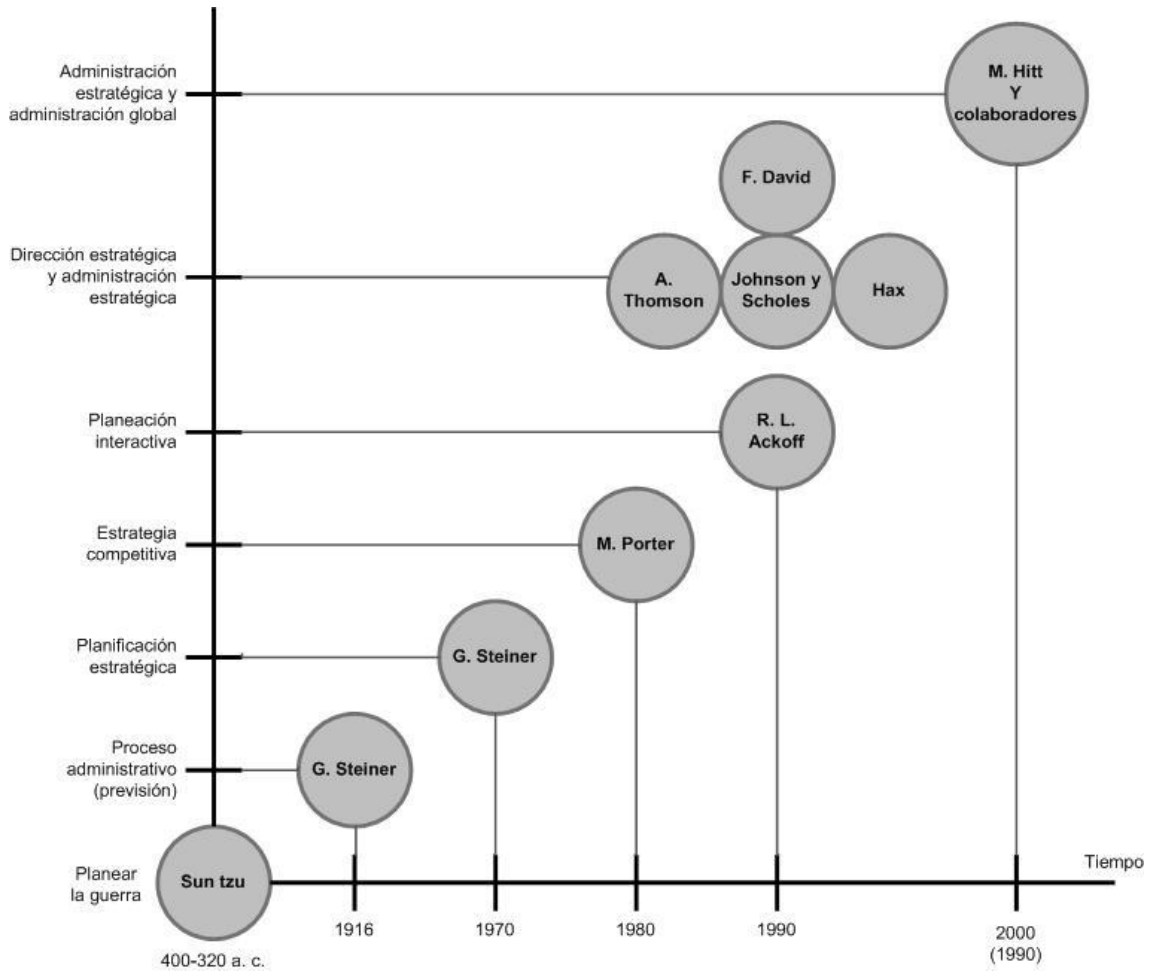 Administración
estratégica y
administración global
M. Hitt
Y
colaboradores
F. David
Dirección estratégica
y administración
estratégica
A.
Thomson
Johnson y
Scholes
Hax
Planeación
interactiva
R. L.
Ackoff
Estrategia
competitiva
M. Porter
Planificación
estratégica
G. Steiner
Proceso
administrativo
(previsión)
G. Steiner
Planear
la guerra
Sun tzu
Tiempo
400-320 a. c.
1916
1970
1980
1990
2000
(1990)